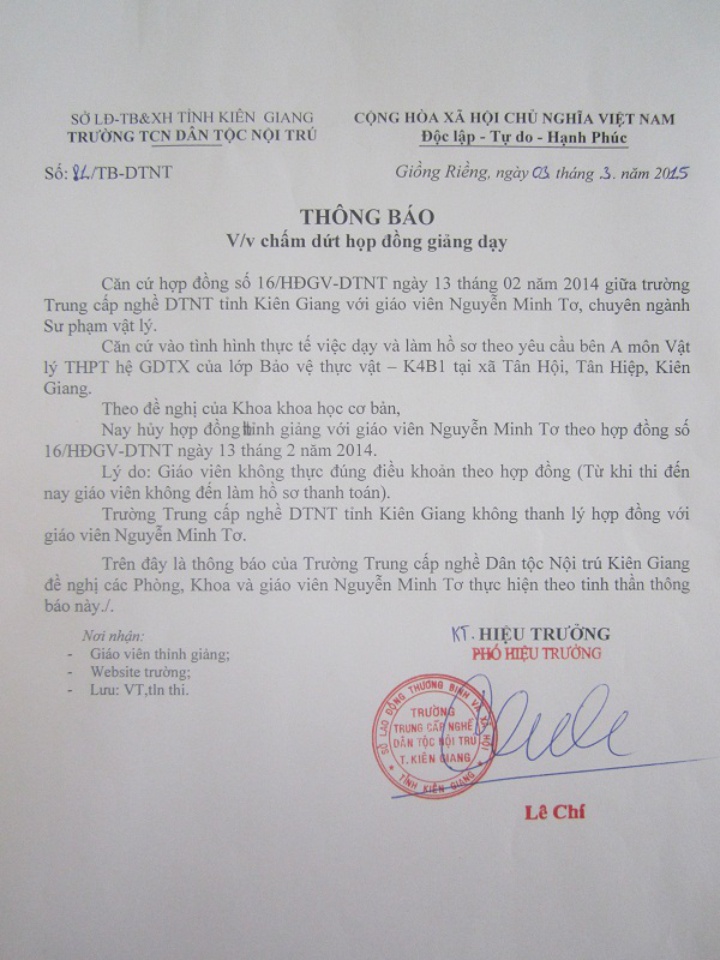 SỞ LĐ-TB&XH TỈNH KIÊN GIANG
TRƯỜNG TCN DÂN TỘC NỘI TRÚ
CỘNG HÒA XÃ HỘI CHỦ NGHĨA VIỆT NAM
Độc lập - Tự do - Hạnh Phúc
Số: /TB-DTNT
Giồng Riềng, ngày 03 tháng 3. năm 2015
THÔNG BÁO
V/v chấm dứt họp đồng giảng dạy
Căn cứ hợp đồng số 16/HĐGV-DTNT ngày 13 tháng 02 năm 2014 giữa trường
Trung cấp nghề DTNT tỉnh Kiên Giang với giáo viên Nguyễn Minh Tơ, chuyên ngành
Sư phạm vật lý.
Căn cứ vào tình hình thực tế việc dạy và làm hồ sơ theo yêu cầu bên A môn Vật
lý THPT hệ GDTX của lớp Bảo vệ thực vật – K4B1 tại xã Tân Hội, Tân Hiệp, Kiên
Giang.
Theo đề nghị của Khoa khoa học cơ bản,
Nay hủy hợp đồng thỉnh giảng với giáo viên Nguyễn Minh Tơ theo hợp đồng số
16/HĐGV-DTNT ngày 13 tháng 2 năm 2014.
Lý do: Giáo viên không thực đúng điều khoản theo hợp đồng (Từ khi thi đến
nay giáo viên không đến làm hồ sơ thanh toán).
Trường Trung cấp nghề DTNT tỉnh Kiên Giang không thanh lý hợp đồng với
giáo viên Nguyễn Minh Tơ.
Trên đây là thông báo của Trường Trung cấp nghề Dân tộc Nội trú Kiên Giang
đề nghị các Phòng, Khoa và giáo viên Nguyễn Minh Tơ thực hiện theo tinh thần thông
báo này./.
Nơi nhận:
- Giáo viên thỉnh giảng;
- Website trường;
- Lưu: VT,tln thi.
KT. HIỆU TRƯỞNG
PHÓ HIỆU TRƯỞNG
SỞ LAO ĐỘNG THƯƠNG BINH VÀ XÃ HỘI
TRƯỜNG
TRUNG CẤP NGHỀ
DÂN TỘC NỘI TRÚ
T. KIÊN GIANG
TỈNH KIÊN GIANG
Lê Chí